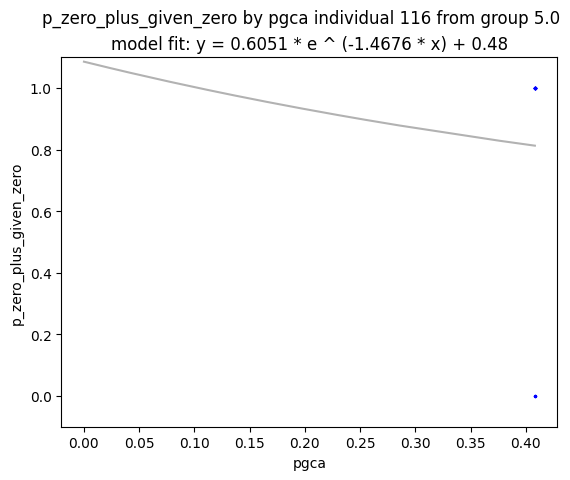 p_zero_plus_given_zero by pgca individual 116 from group 5.0
model fit: y = 0.6051 * e ^ (-1.4676 * x) + 0.48
p_zero_plus_given_zero
1.0
0.8
0.6
0.4
0.2
0.0
0.00 0.05 0.10 0.15 0.20 0.25 0.30 0.35 0.40
pgca